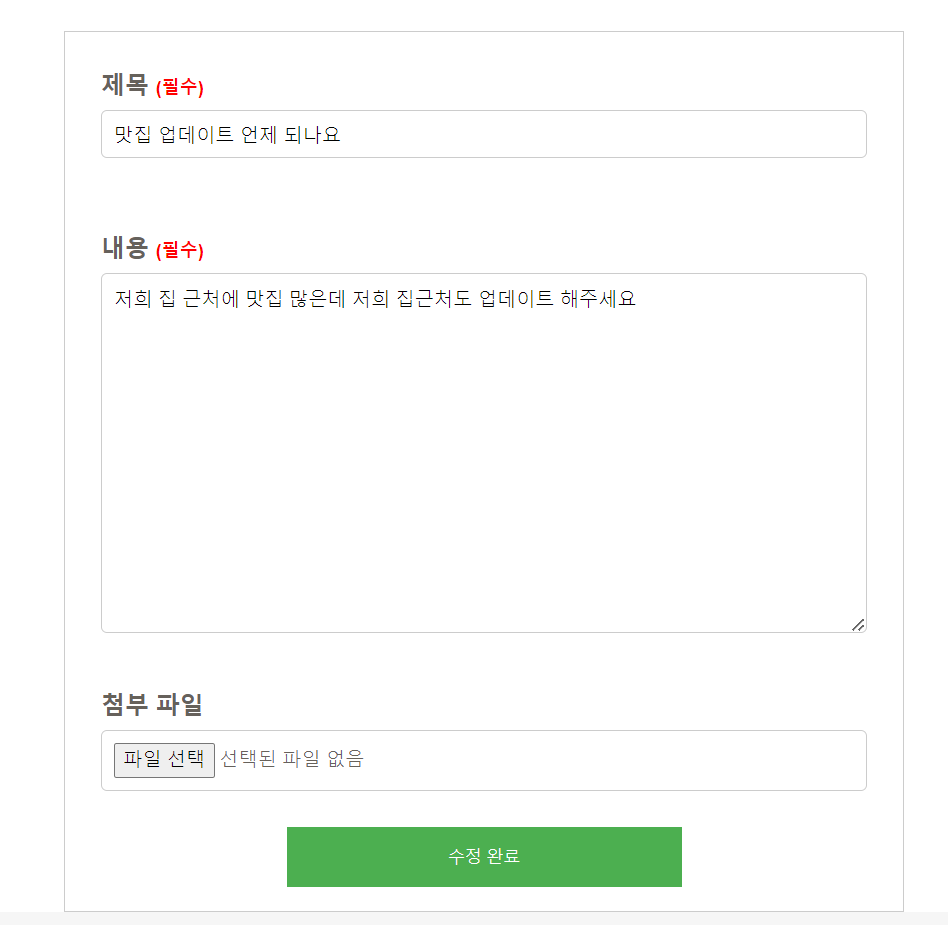 제목 (필수)
맛집 업데이트 언제 되나요
내용 (필수)
저희 집 근처에 맛집 많은데 저희 집근처도 업데이트 해주세요
첨부 파일
파일 선택 선택된 파일 없음
수정 완료